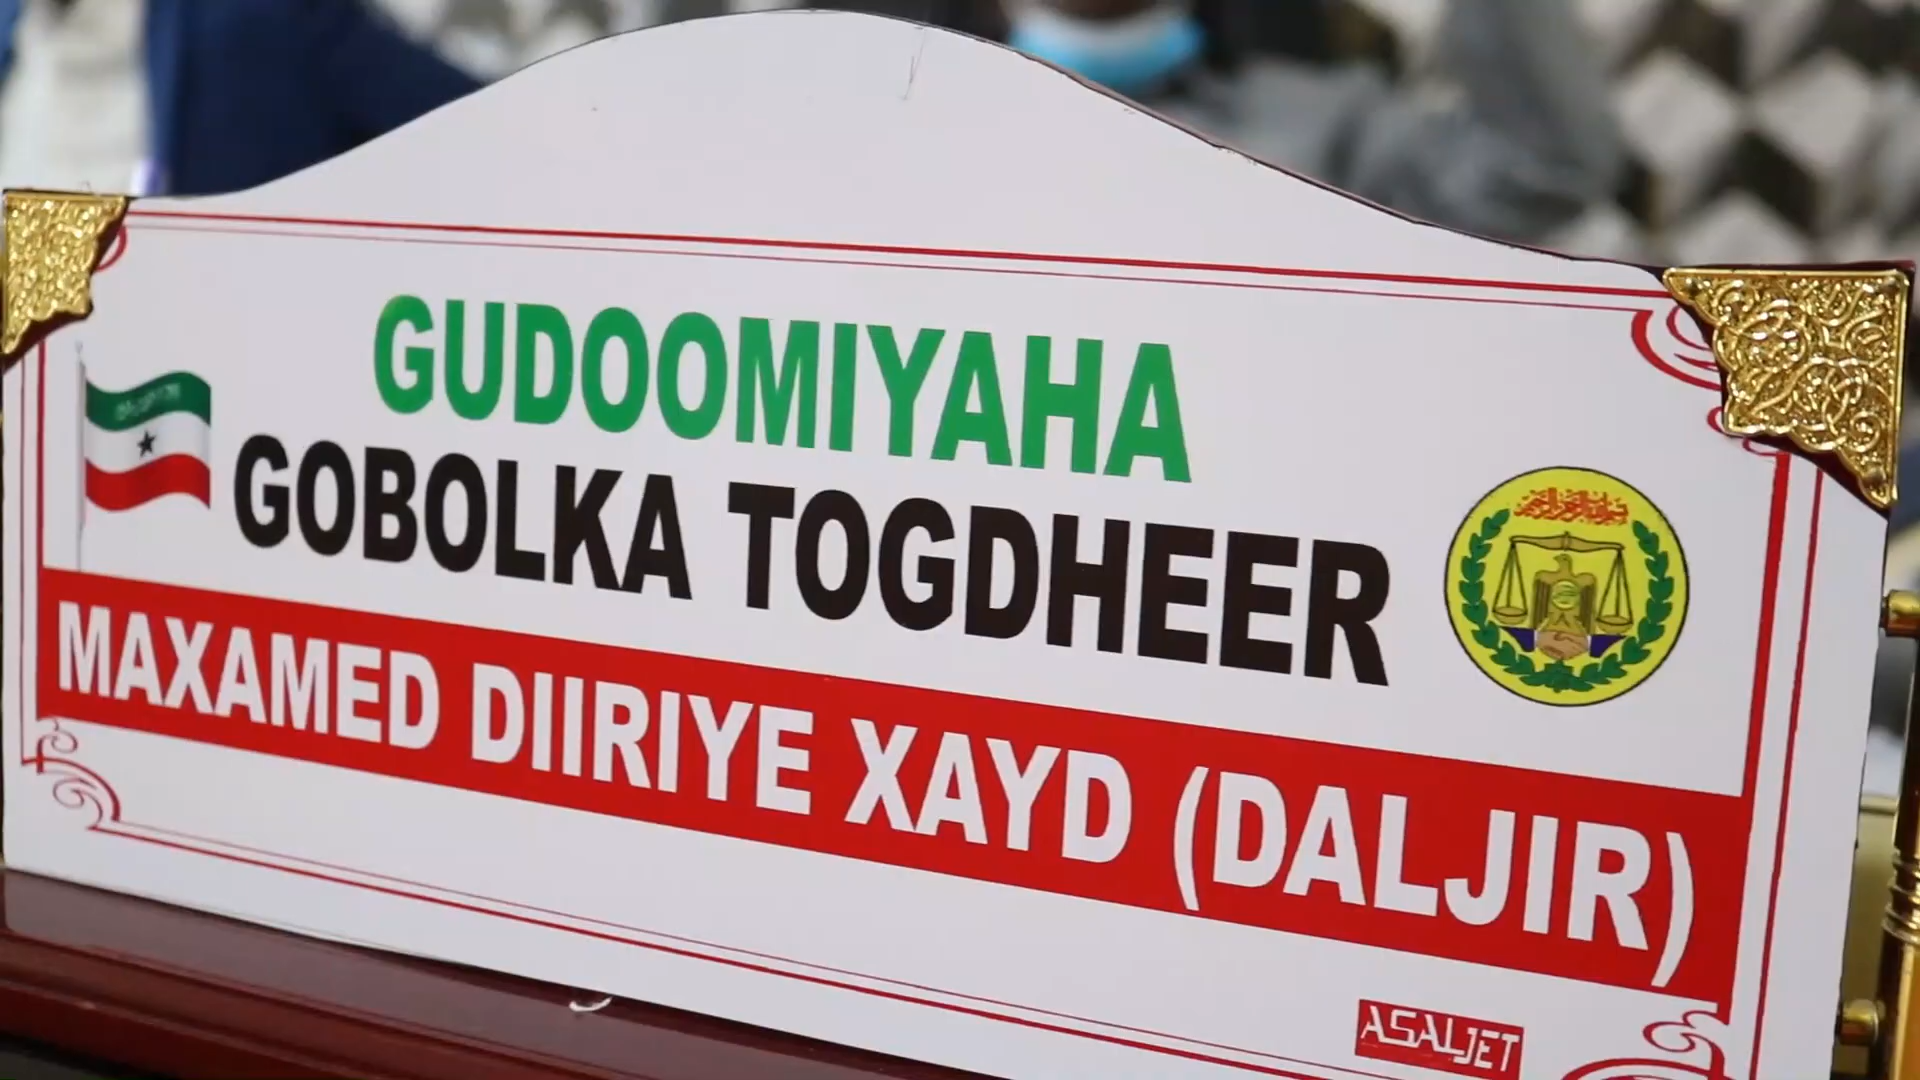 GUDOOMIYAHA
GOBOLKA TOGDHEER
MAXAMED DIIRIYE XAYD (DALJIR)
ASALJET